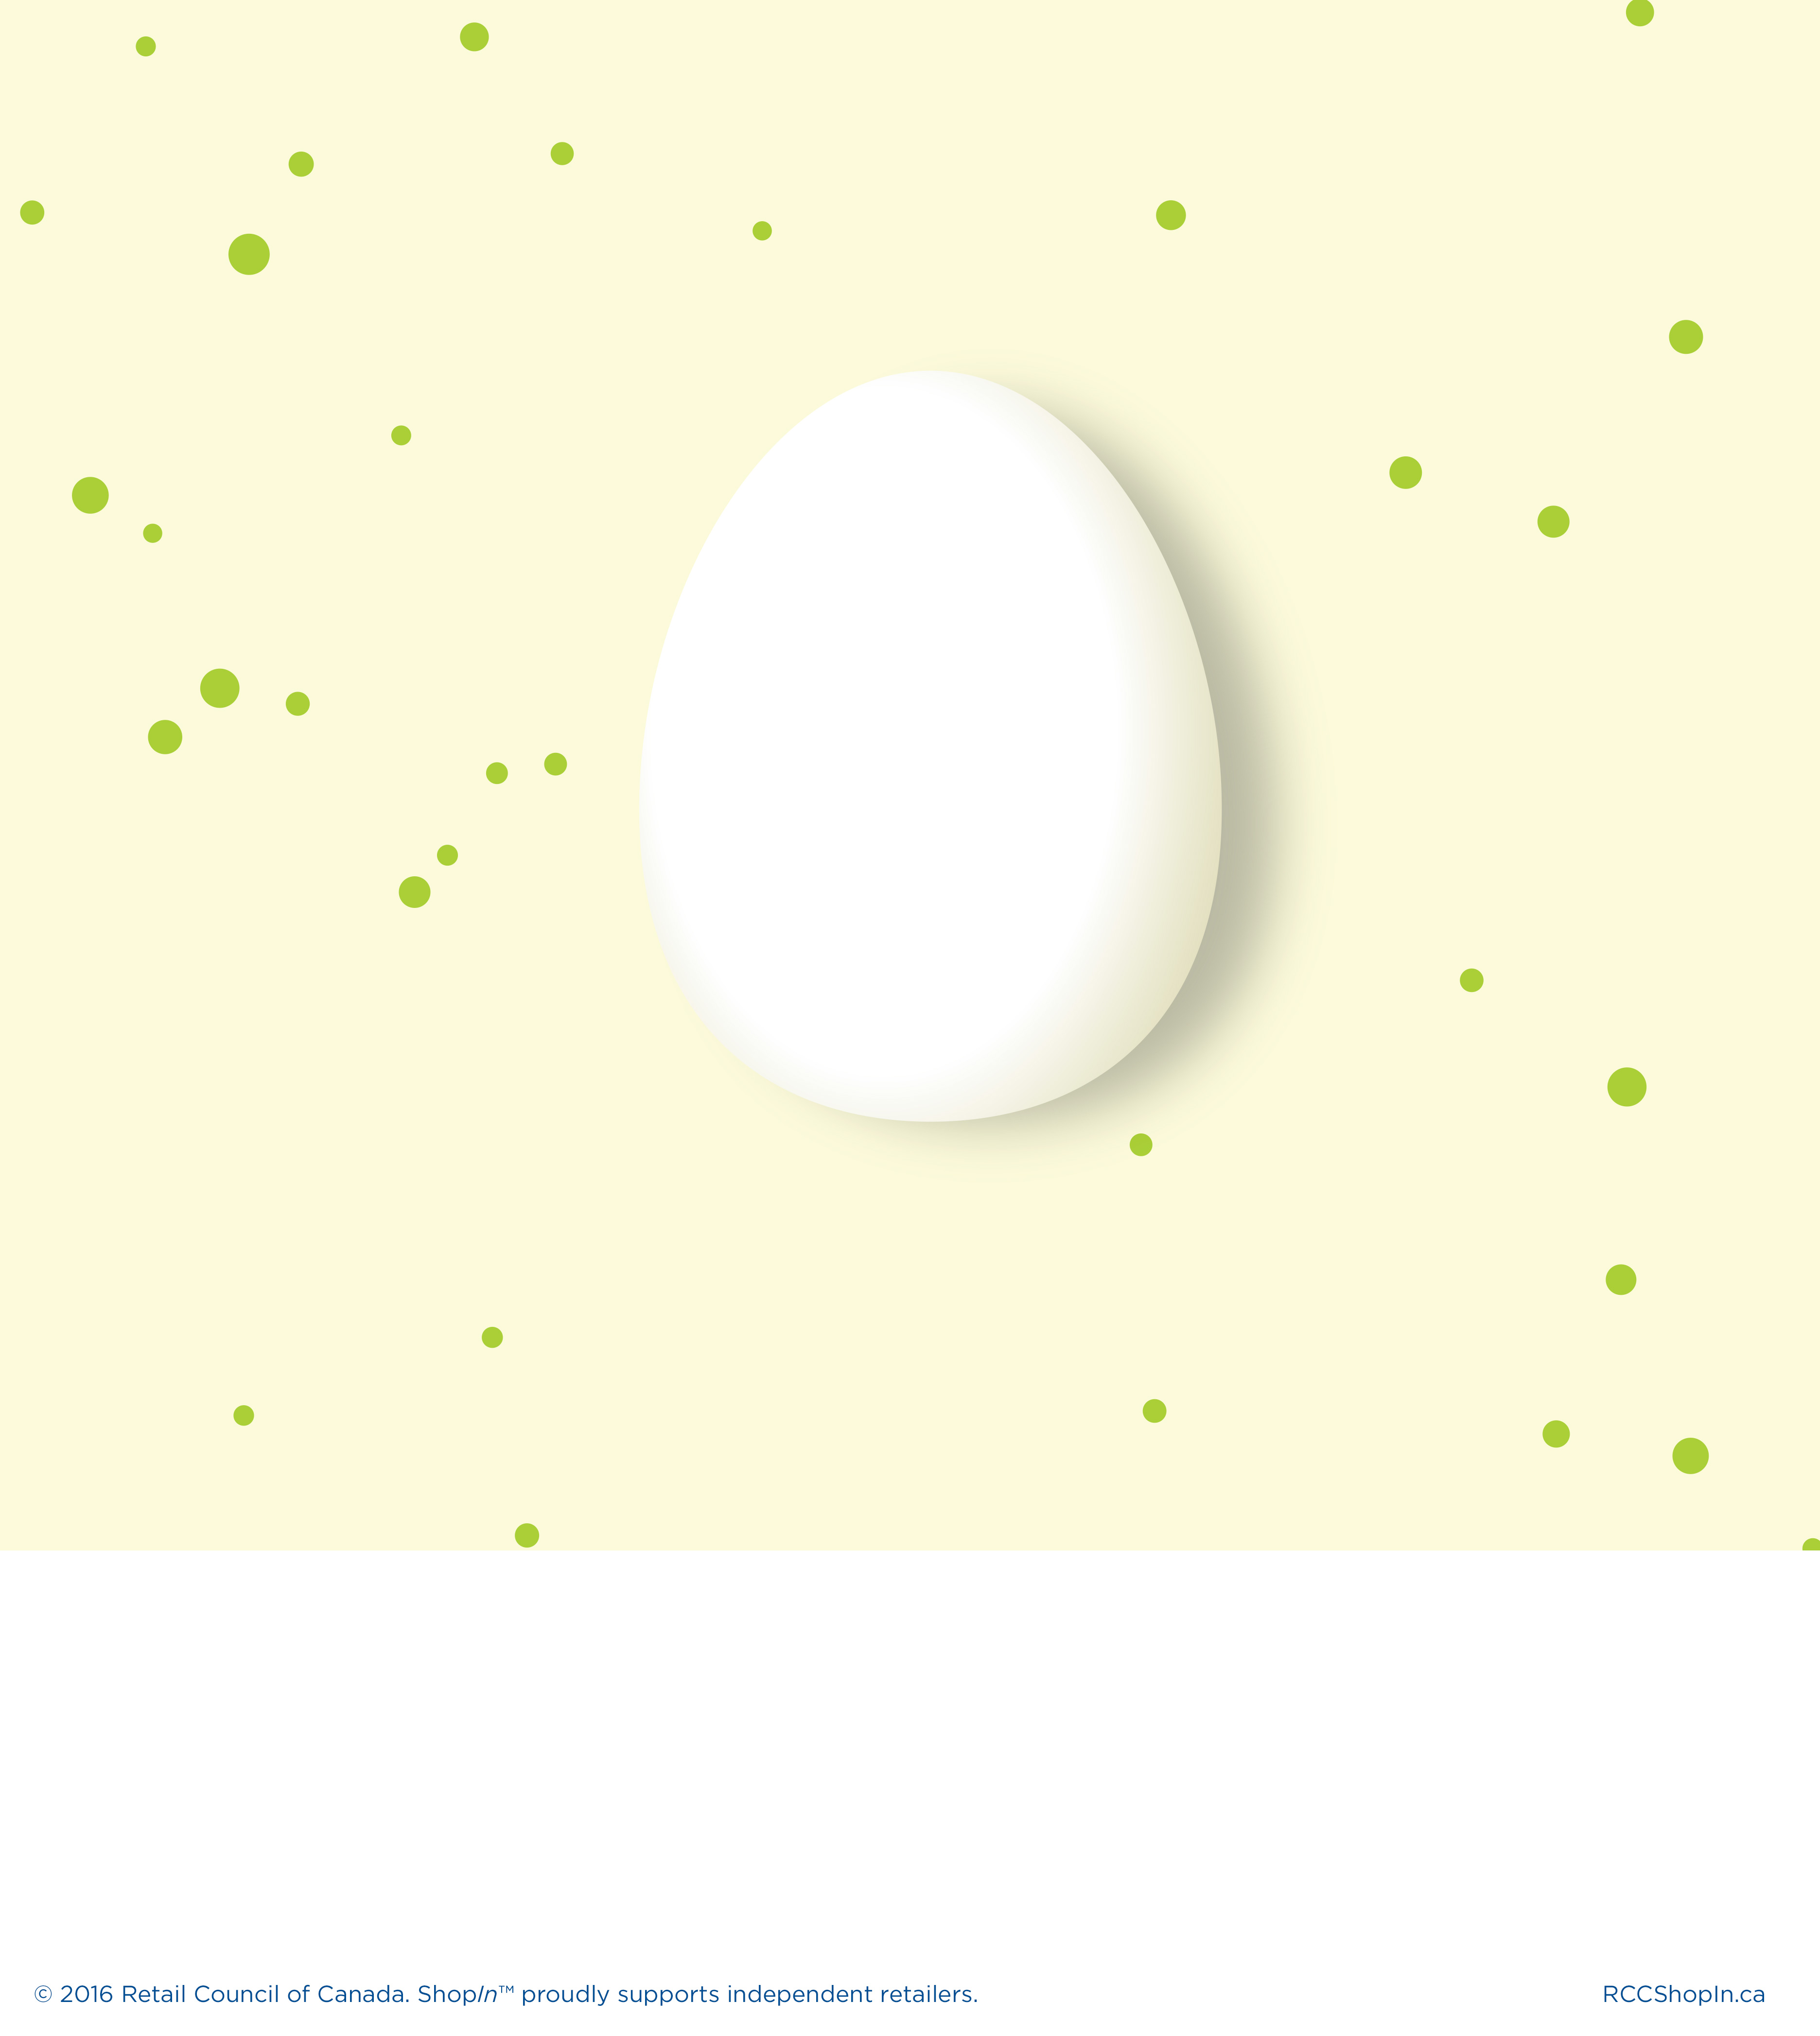 © 2016 Retail Council of Canada. ShopIn™ proudly supports independent retailers.
RCCShopIn.ca